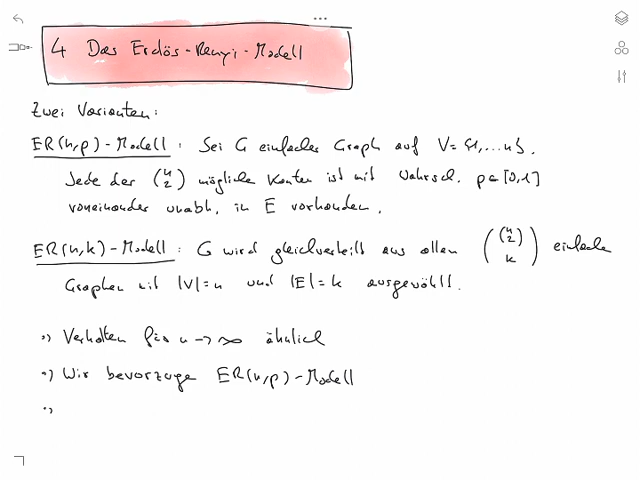 4 Das Erdös-Renyi-Modell
Zwei Varianten:
ER(n,p)-Modell: Sei G einfacher Graph auf V={1,...n}.
Jede der (n 2) mögliche Kanten ist mit Wahrsch. p∈[0,1]
voneinander unabh. in E vorhanden.
ER(n,k)-Modell: G wird gleichverteilt aus allen ((n 2) k) einfache
Graphen mit |V|=n und |E|=k ausgewählt.
·) Verhalten für n→∞ ähnlich
·) Wir bevorzuge ER(n,p)-Modell
·)